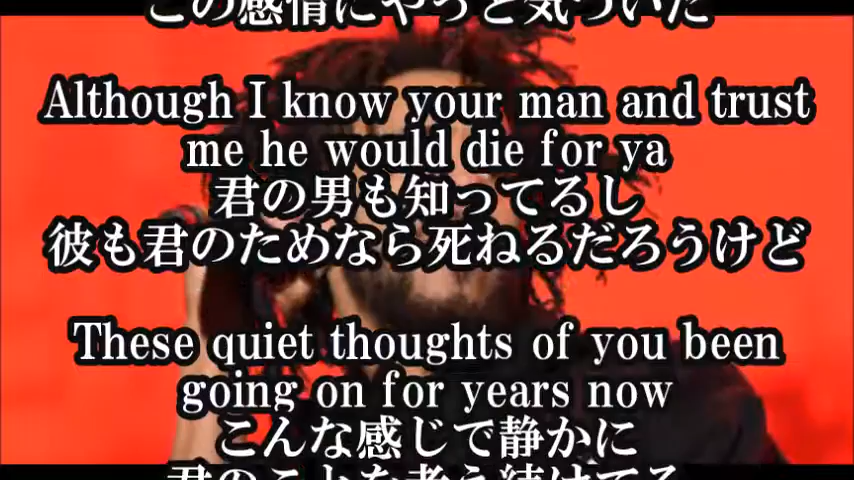 この感情にやっと気づいた
Although I know your man and trust
me he would die for ya
君の男も知ってるし
彼も君のためなら死ねるだろうけど
These quiet thoughts of you been
going on for years now
こんな感じで静かに
君のことを考え続けてる